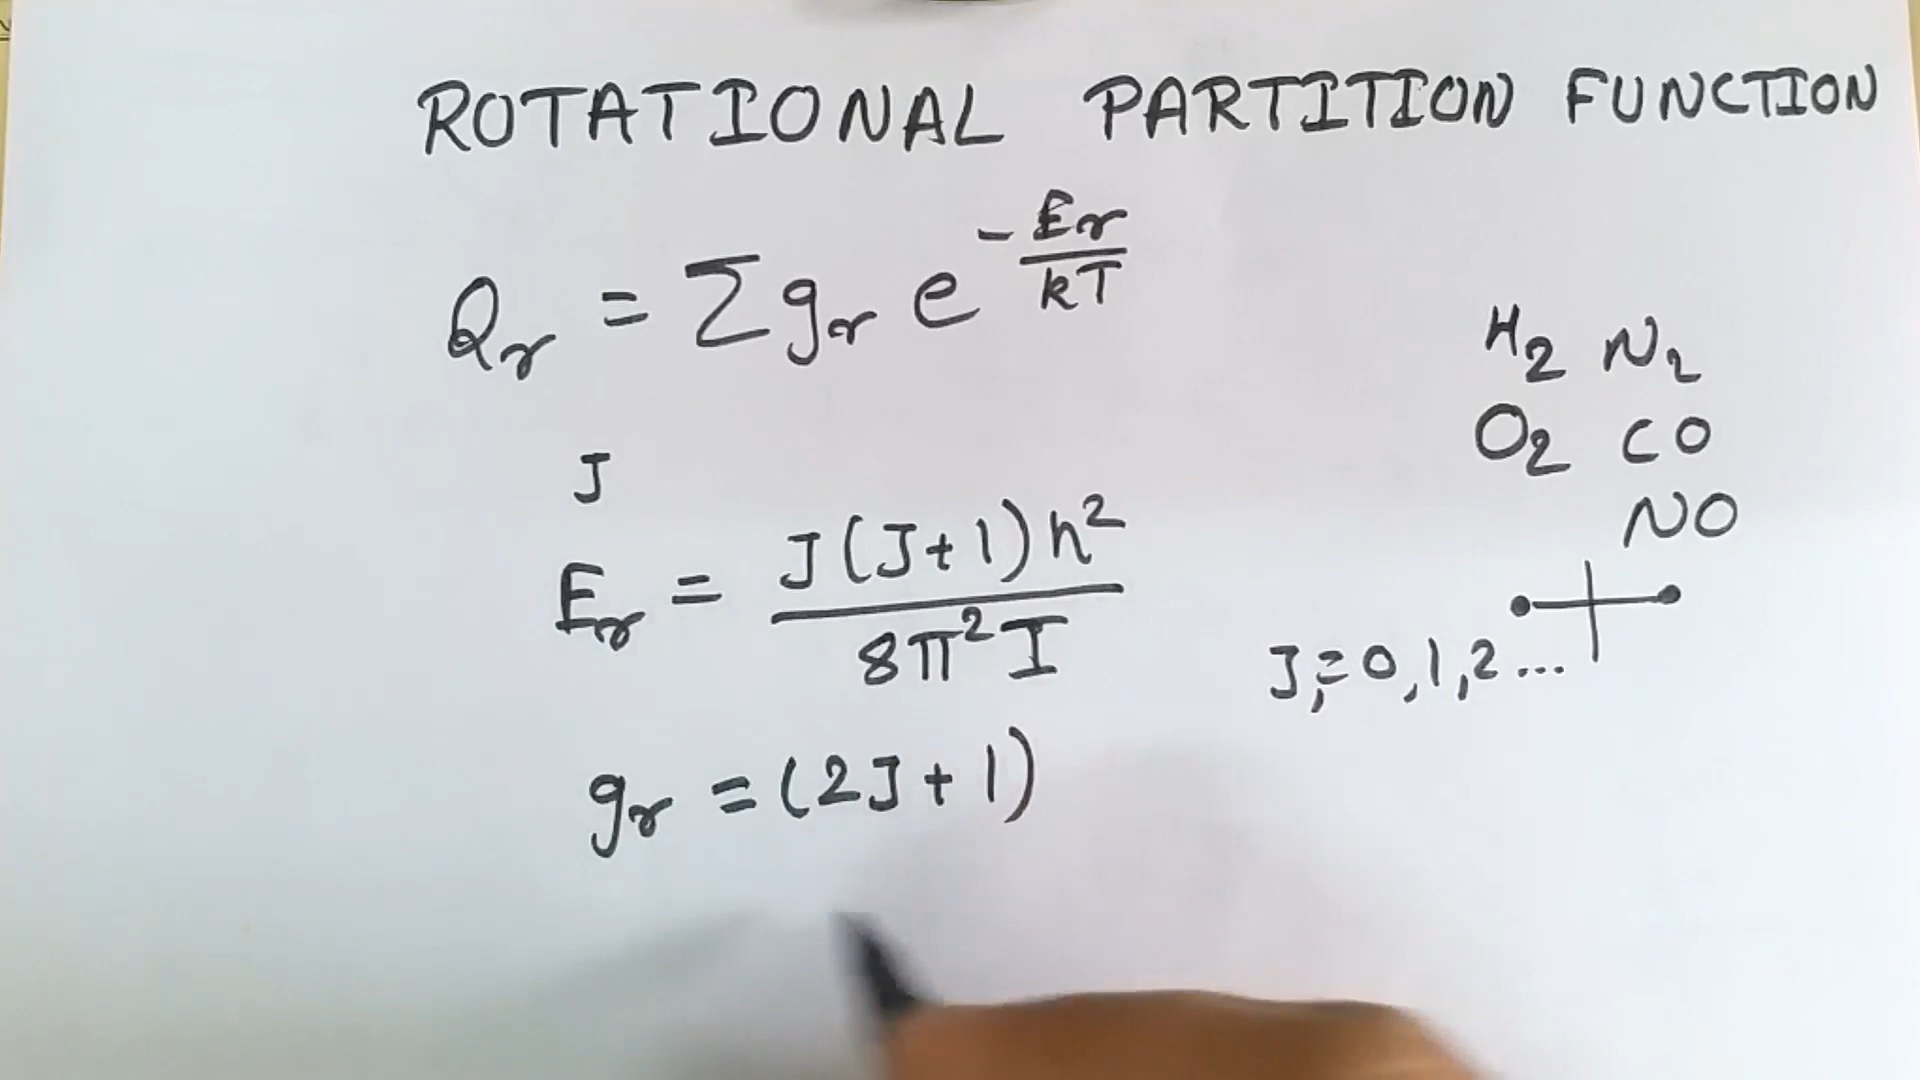 ROTATIONAL PARTITION FUNCTION
Qr = Σ gr e^(-Er/kT)
H2 N2
O2 CO
NO
J
Er = J(J+1)h²/8π²I
J = 0, 1, 2 ...
gr = (2J+1)